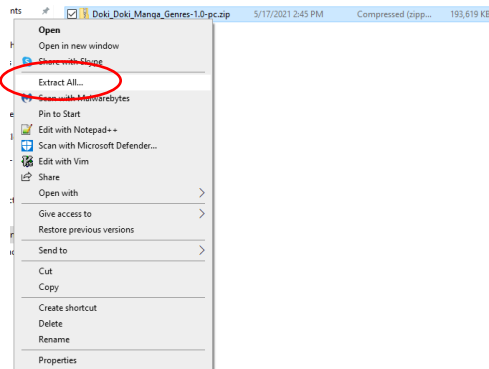 nts Doki_Doki_Manga_Genres-1.0-pc.zip 5/17/2021 2:45 PM Compressed (zipp... 193,619 KB
Open
Open in new window
Share with Skype
Extract All...
Scan with Malwarebytes
Pin to Start
Edit with Notepad++
Scan with Microsoft Defender...
Edit with Vim
Share
Open with
Give access to
Restore previous versions
Send to
Cut
Copy
Create shortcut
Delete
Rename
Properties